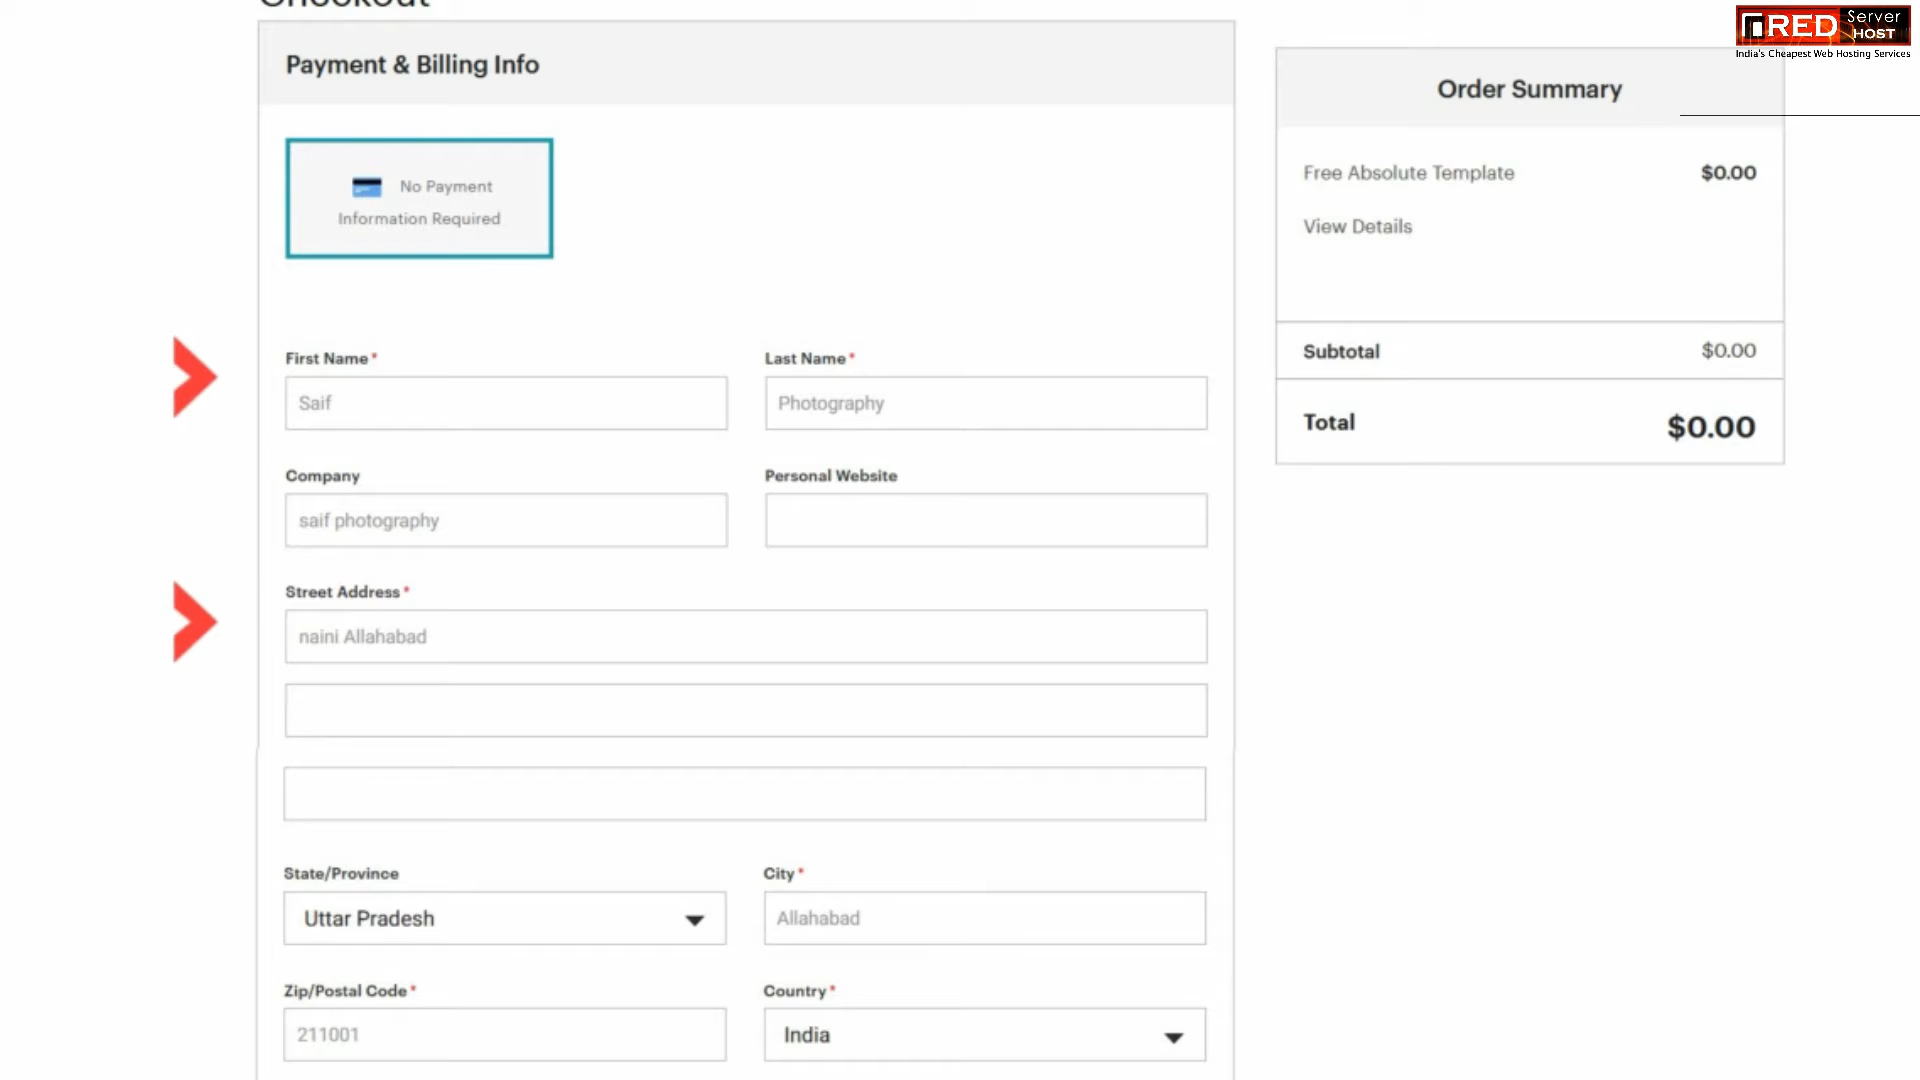 Checkout
RED Server HOST
India's Cheapest Web Hosting Services
Payment & Billing Info
No Payment
Information Required
First Name*
Last Name*
Saif
Photography
Company
Personal Website
saif photography
Street Address*
naini Allahabad
State/Province
City*
Uttar Pradesh
Allahabad
Zip/Postal Code*
Country*
211001
India
Order Summary
Free Absolute Template $0.00
View Details
Subtotal $0.00
Total $0.00